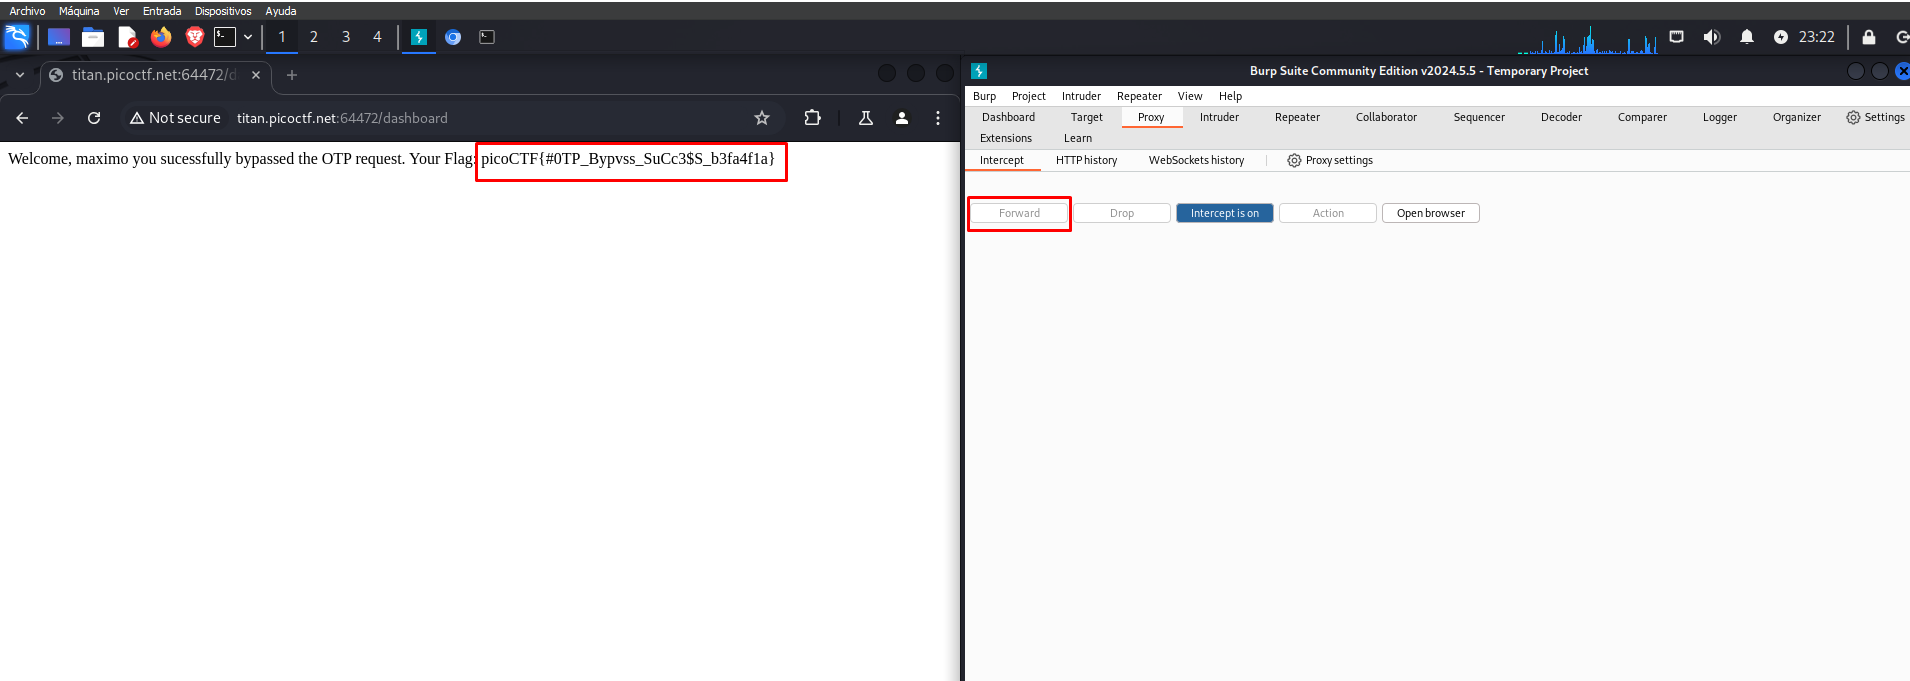 Archivo Máquina Ver Entrada Dispositivos Ayuda
1 2 3 4 23:22
titan.picoctf.net:64472/d
Not secure titan.picoctf.net:64472/dashboard
Welcome, maximo you sucessfully bypassed the OTP request. Your Flag: picoCTF{#0TP_Bypvss_SuCc3$S_b3fa4f1a}
Burp Suite Community Edition v2024.5.5 - Temporary Project
Burp Project Intruder Repeater View Help
Dashboard Target Proxy Intruder Repeater Collaborator Sequencer Decoder Comparer Logger Organizer Settings
Extensions Learn
Intercept HTTP history WebSockets history Proxy settings
Forward Drop Intercept is on Action Open browser